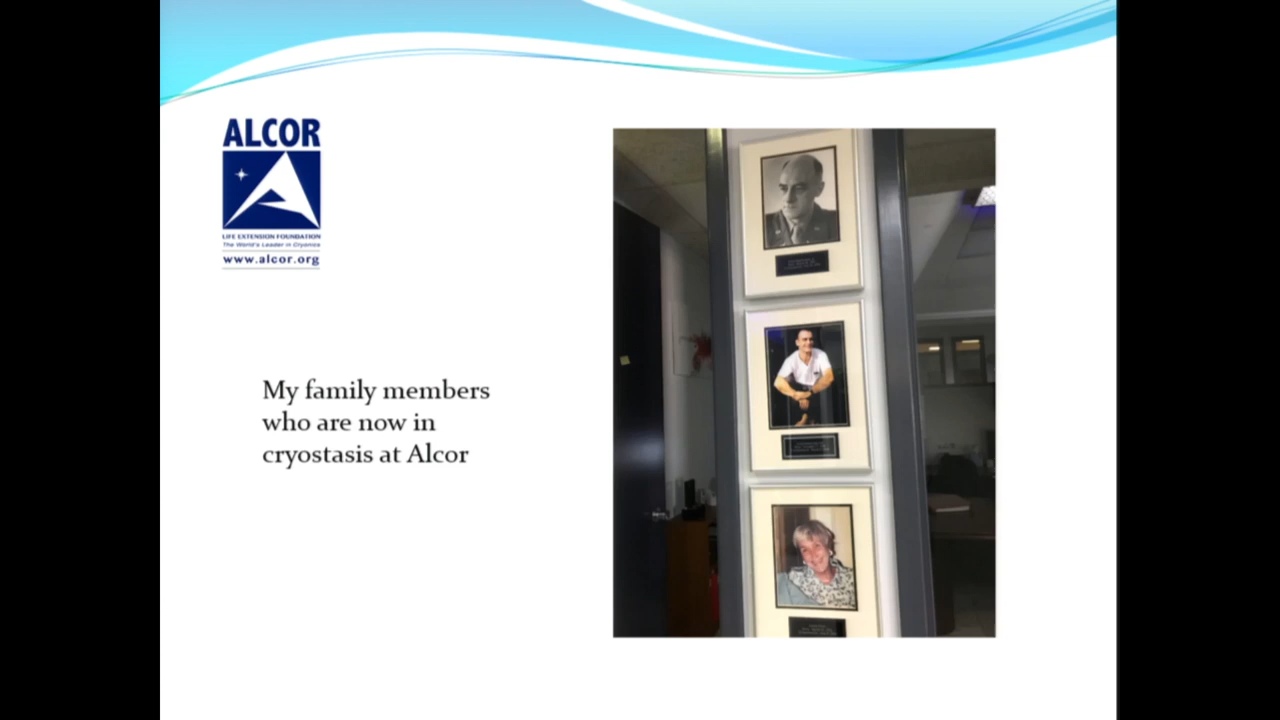 ALCOR
LIFE EXTENSION FOUNDATION
The World's Leader in Cryonics
www.alcor.org
My family members
who are now in
cryostasis at Alcor